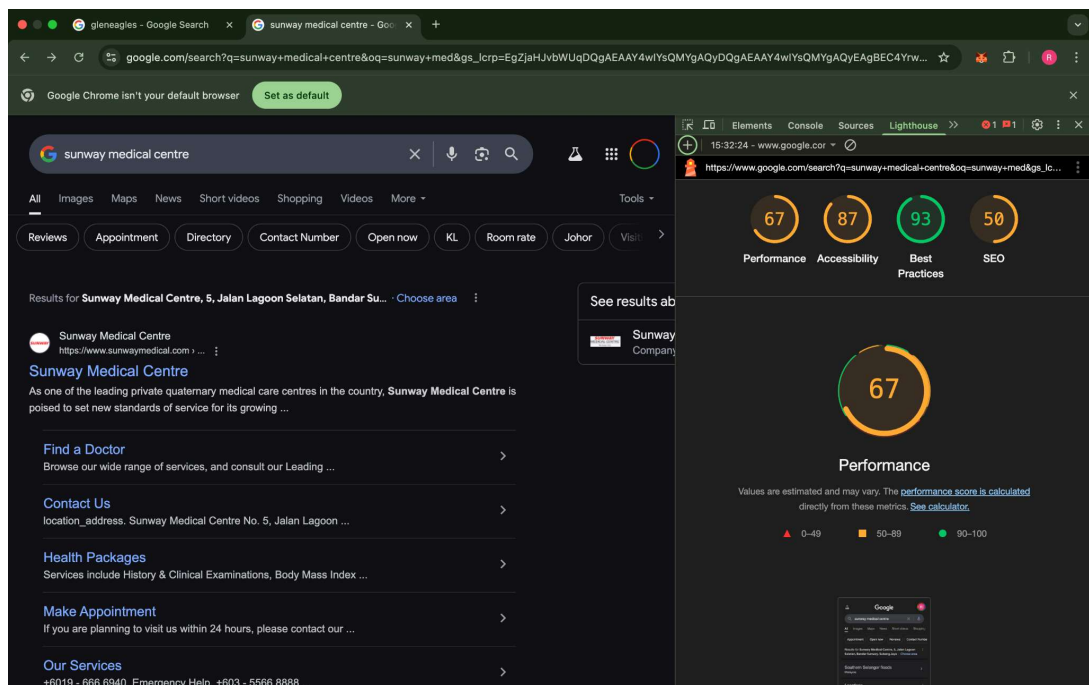 gleneagles - Google Search
sunway medical centre - Goo
google.com/search?q=sunway+medical+centre&oq=sunway+med&gs_lcrp=EgZjaHJvbWUqDQgAEAAY4wIYsQMYgAQyDQgAEAAY4wIYsQMYgAQyEAgBEC4Yrw...
R
Google Chrome isn't your default browser
Set as default
sunway medical centre
All Images Maps News Short videos Shopping Videos More
Tools
Reviews Appointment Directory Contact Number Open now KL Room rate Johor Visit
Results for Sunway Medical Centre, 5, Jalan Lagoon Selatan, Bandar Su... · Choose area
Sunway Medical Centre
https://www.sunwaymedical.com › ...
Sunway Medical Centre
As one of the leading private quaternary medical care centres in the country, Sunway Medical Centre is
poised to set new standards of service for its growing ...
Find a Doctor
Browse our wide range of services, and consult our Leading ...
Contact Us
location_address. Sunway Medical Centre No. 5, Jalan Lagoon ...
Health Packages
Services include History & Clinical Examinations, Body Mass Index ...
Make Appointment
If you are planning to visit us within 24 hours, please contact our ...
Our Services
+6019 - 666 6940. Emergency Help. +603 - 5566 8888
See results ab
Sunway
Company
Elements Console Sources Lighthouse
1 1
15:32:24 - www.google.cor
https://www.google.com/search?q=sunway+medical+centre&oq=sunway+med&gs_lc...
67 87 93 50
Performance Accessibility Best Practices SEO
67
Performance
Values are estimated and may vary. The performance score is calculated
directly from these metrics. See calculator.
0–49 50–89 90–100
Google
R
sunway medical centre